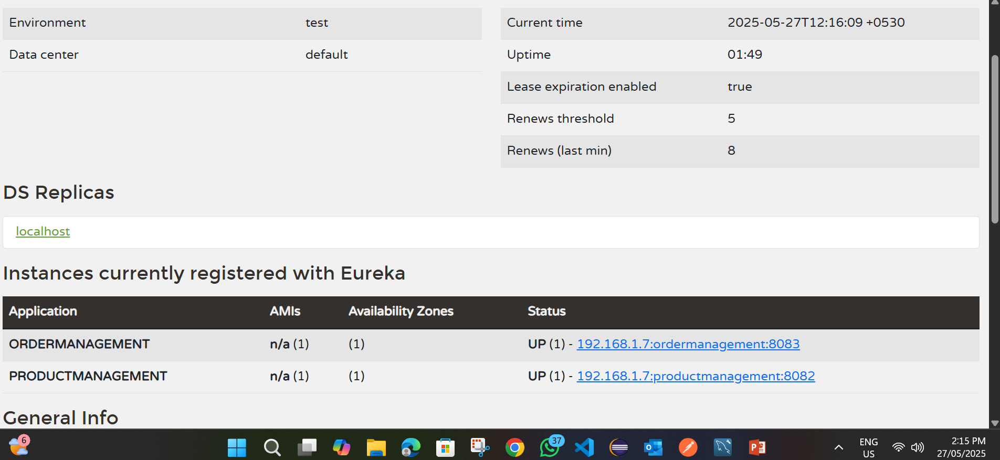 Environment test
Data center default
Current time 2025-05-27T12:16:09 +0530
Uptime 01:49
Lease expiration enabled true
Renews threshold 5
Renews (last min) 8
DS Replicas
localhost
Instances currently registered with Eureka
Application AMIs Availability Zones Status
ORDERMANAGEMENT n/a (1) (1) UP (1) - 192.168.1.7:ordermanagement:8083
PRODUCTMANAGEMENT n/a (1) (1) UP (1) - 192.168.1.7:productmanagement:8082
General Info
6
37
ENG
US
2:15 PM
27/05/2025